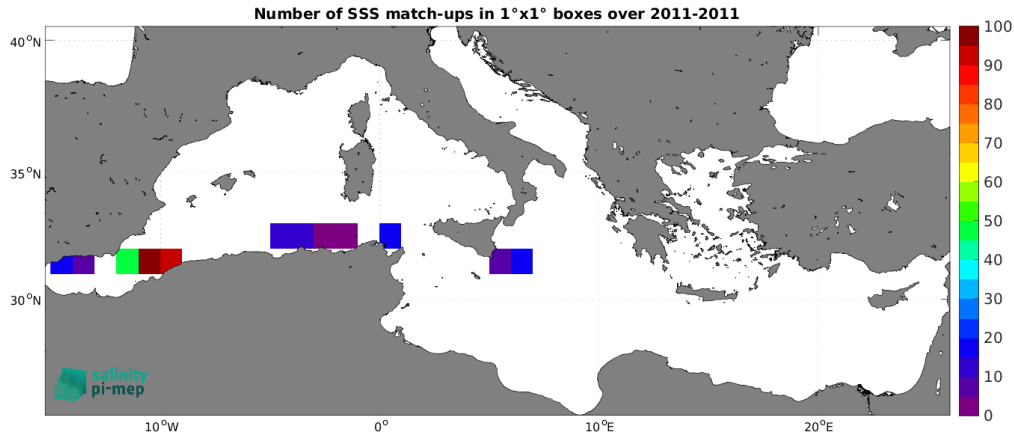 Number of SSS match-ups in 1°x1° boxes over 2011-2011
40°N
35°N
30°N
10°W
0°
10°E
20°E
100
90
80
70
60
50
40
30
20
10
0
salinity
pi-mep